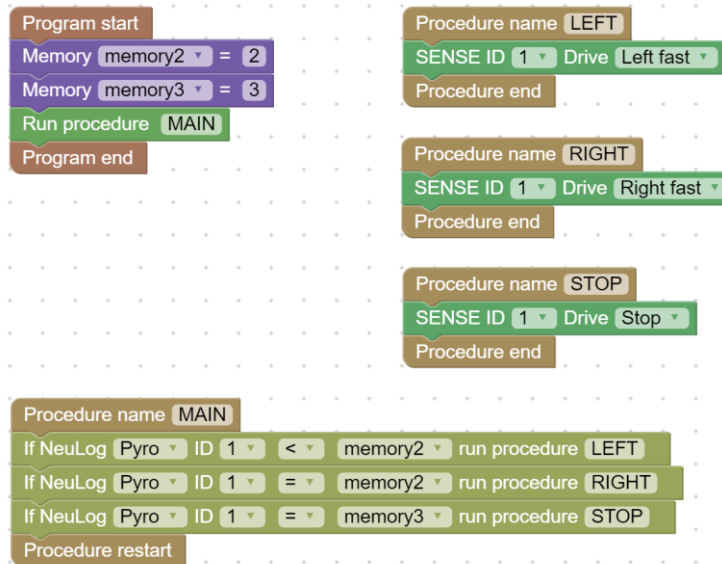 Program start
Memory memory2 = 2
Memory memory3 = 3
Run procedure MAIN
Program end
Procedure name LEFT
SENSE ID 1 Drive Left fast
Procedure end
Procedure name RIGHT
SENSE ID 1 Drive Right fast
Procedure end
Procedure name STOP
SENSE ID 1 Drive Stop
Procedure end
Procedure name MAIN
If NeuLog Pyro ID 1 < memory2 run procedure LEFT
If NeuLog Pyro ID 1 = memory2 run procedure RIGHT
If NeuLog Pyro ID 1 = memory3 run procedure STOP
Procedure restart